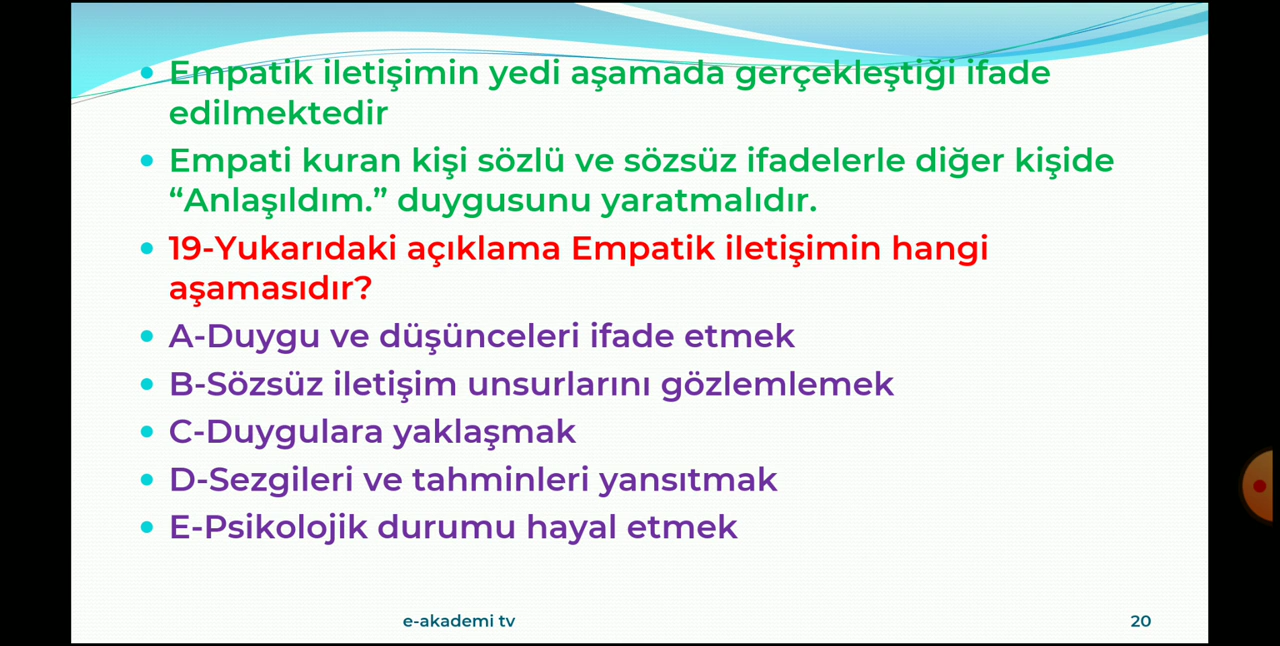 Empatik iletişimin yedi aşamada gerçekleştiği ifade
edilmektedir
Empati kuran kişi sözlü ve sözsüz ifadelerle diğer kişide
“Anlaşıldım.” duygusunu yaratmalıdır.
19-Yukarıdaki açıklama Empatik iletişimin hangi
aşamasıdır?
A-Duygu ve düşünceleri ifade etmek
B-Sözsüz iletişim unsurlarını gözlemlemek
C-Duygulara yaklaşmak
D-Sezgileri ve tahminleri yansıtmak
E-Psikolojik durumu hayal etmek
e-akademi tv
20